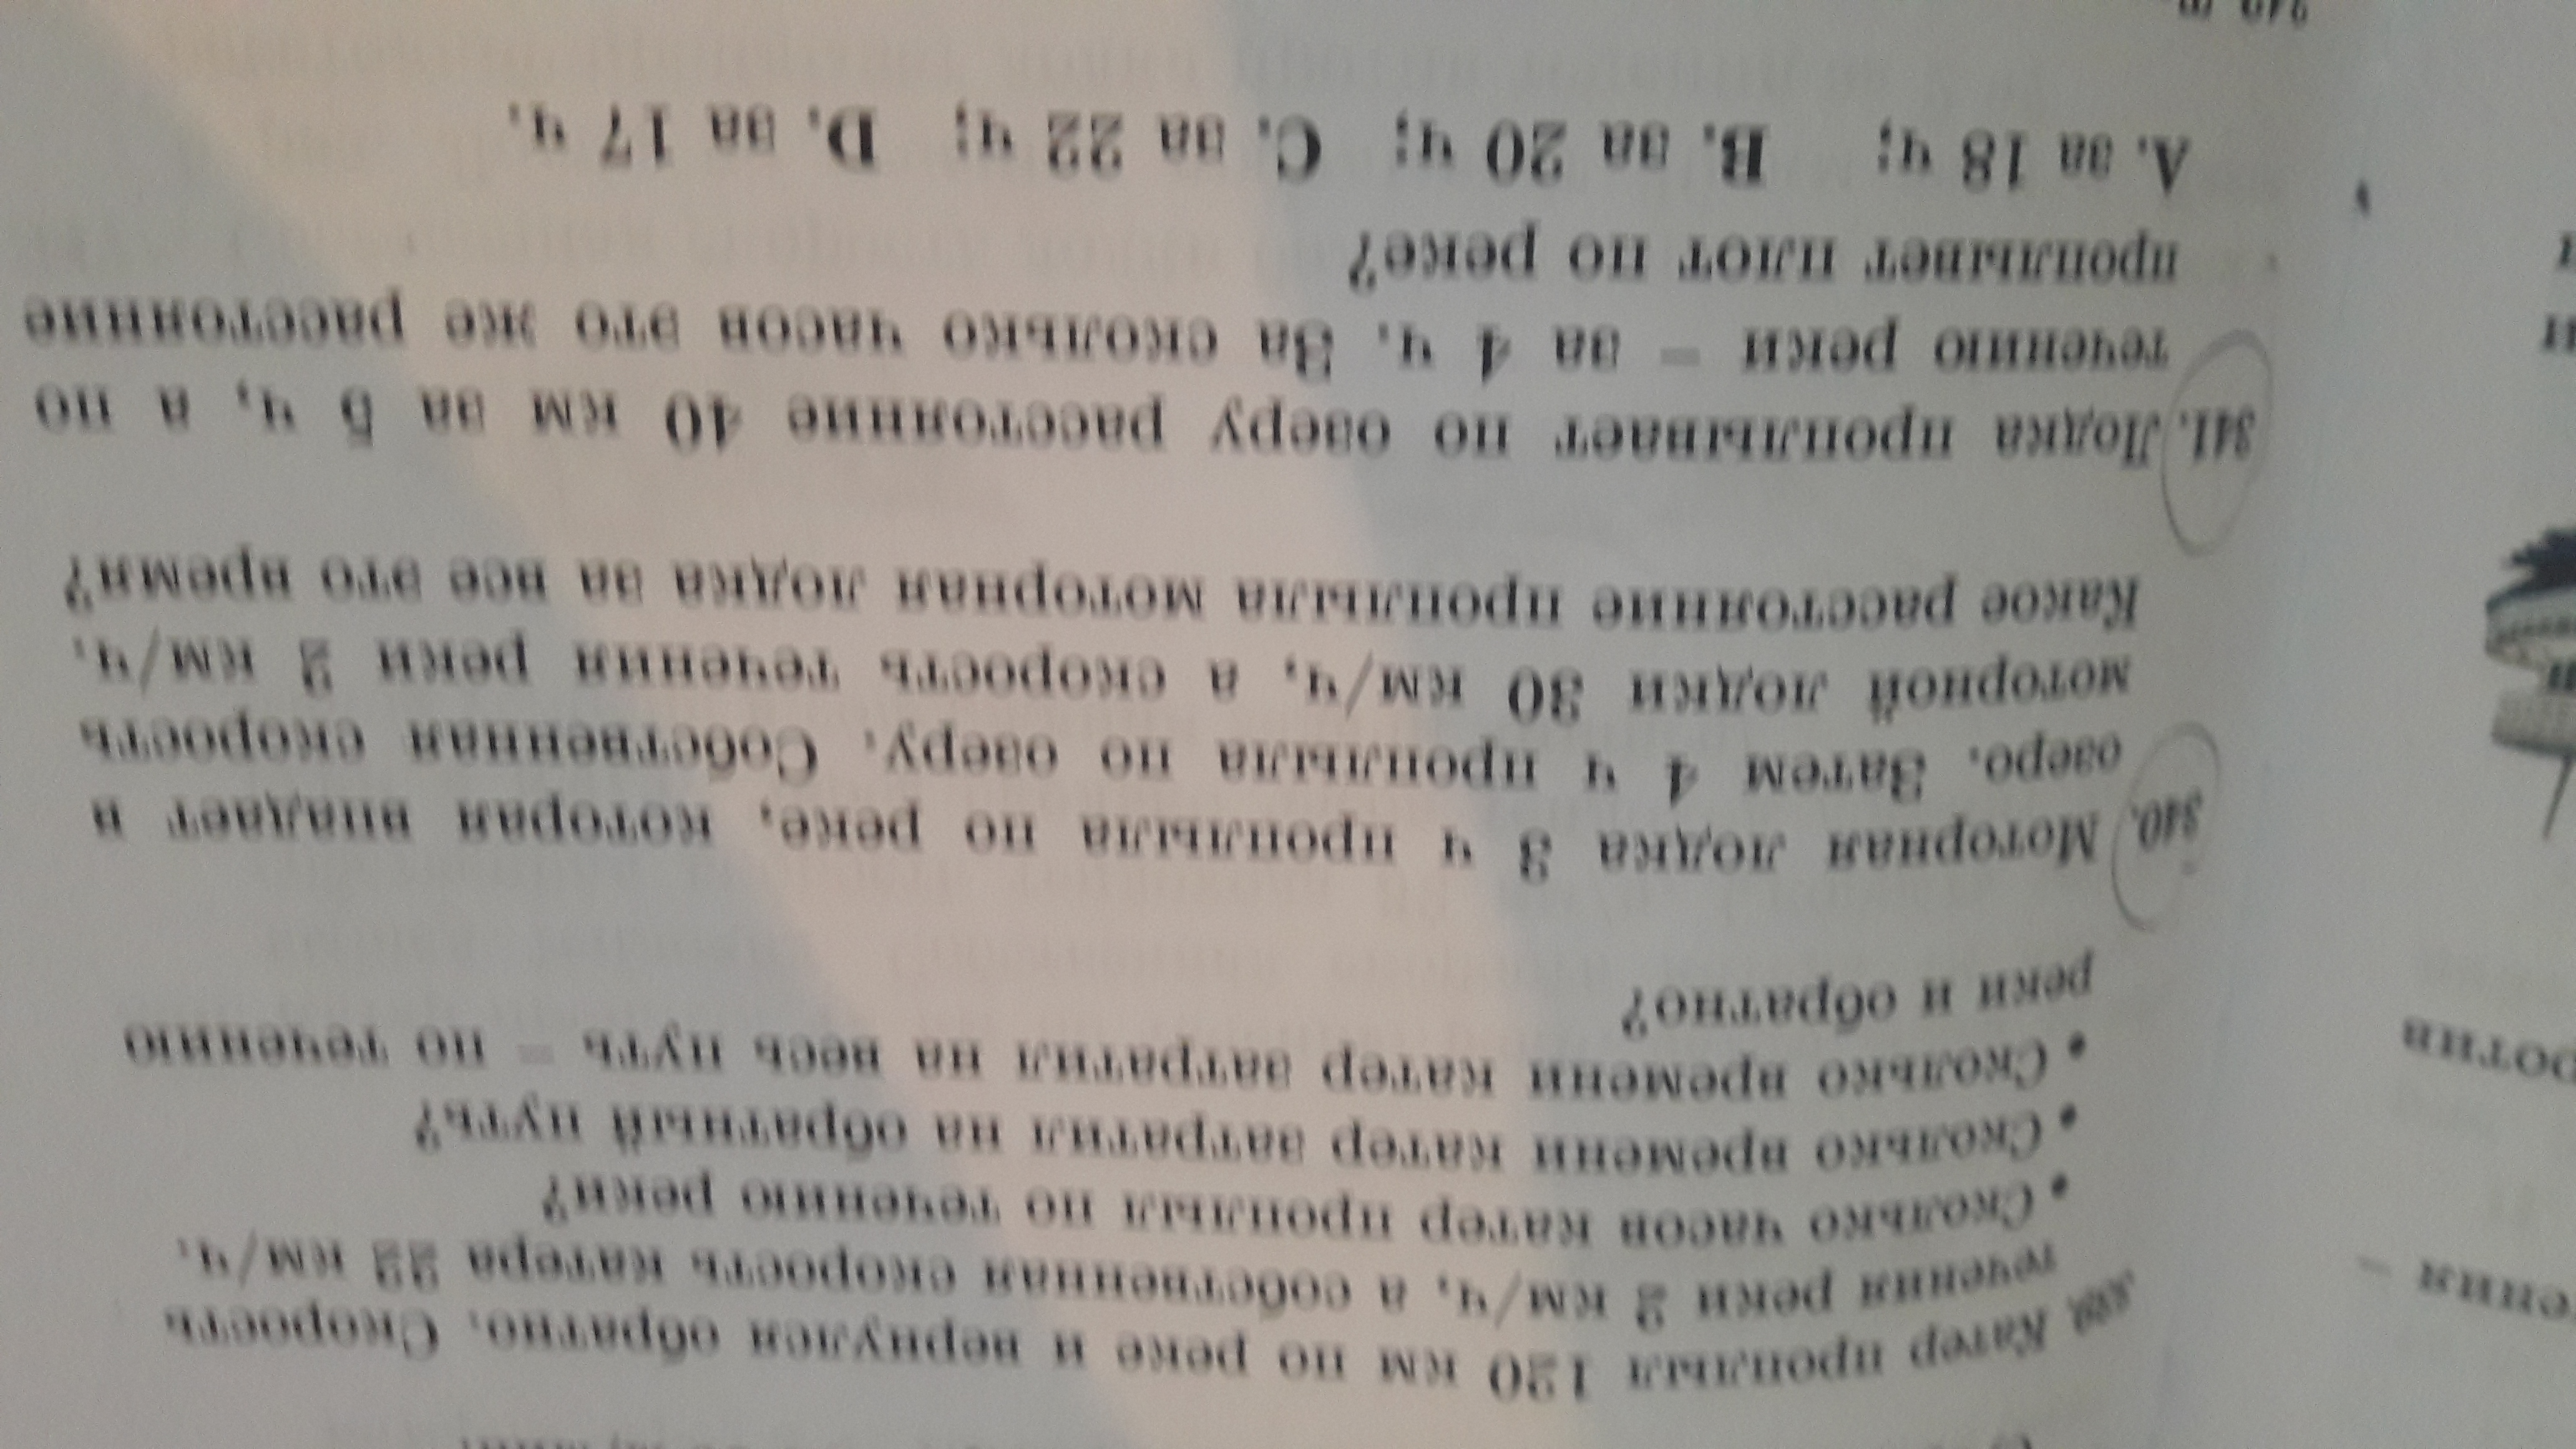 339. Катер проплыл 120 км по реке и вернулся обратно. Скорость
течения реки 2 км/ч, а собственная скорость катера 22 км/ч.
• Сколько часов катер проплыл по течению реки?
• Сколько времени катер затратил на обратный путь?
• Сколько времени катер затратил на весь путь – по течению
реки и обратно?
340. Моторная лодка 3 ч проплыла по реке, которая впадает в
озеро. Затем 4 ч проплыла по озеру. Собственная скорость
моторной лодки 30 км/ч, а скорость течения реки 2 км/ч.
Какое расстояние проплыла моторная лодка за все это время?
341. Лодка проплывает по озеру расстояние 40 км за 5 ч, а по
течению реки – за 4 ч. За сколько часов это же расстояние
проплывет плот по реке?
A. за 18 ч; B. за 20 ч; C. за 22 ч; D. за 17 ч.